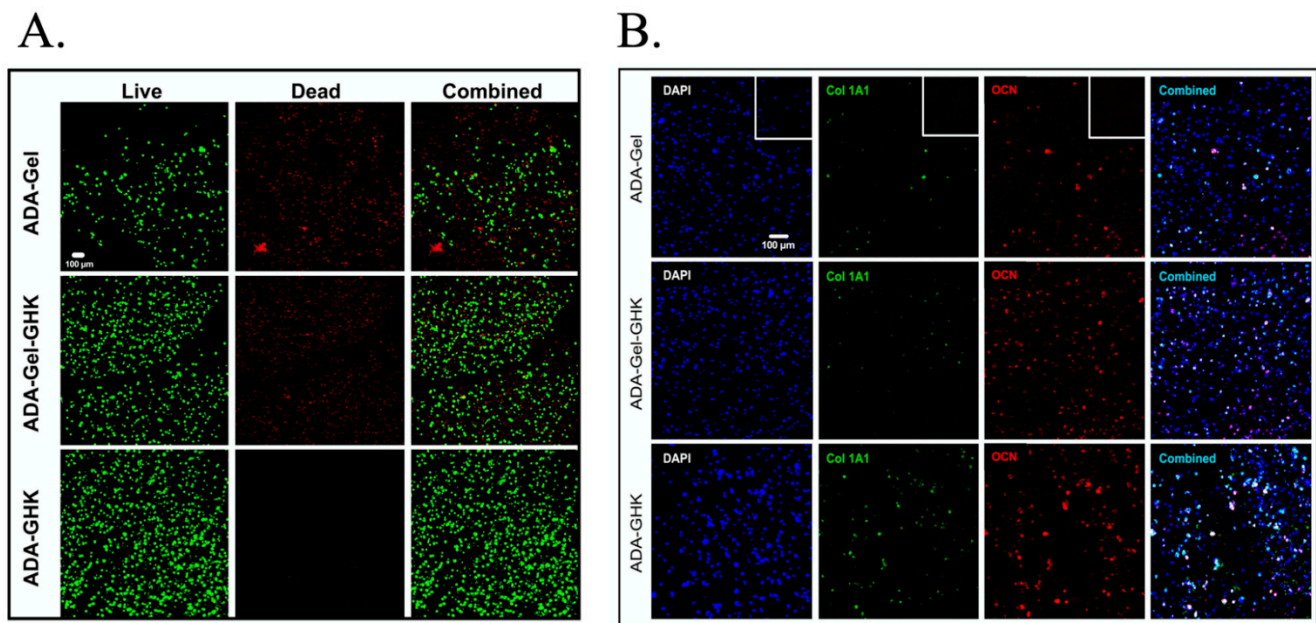 A.
Live Dead Combined
ADA-Gel
100 µm
ADA-Gel-GHK
ADA-GHK
B.
DAPI Col 1A1 OCN Combined
ADA-Gel
100 µm
DAPI Col 1A1 OCN Combined
ADA-Gel-GHK
DAPI Col 1A1 OCN Combined
ADA-GHK